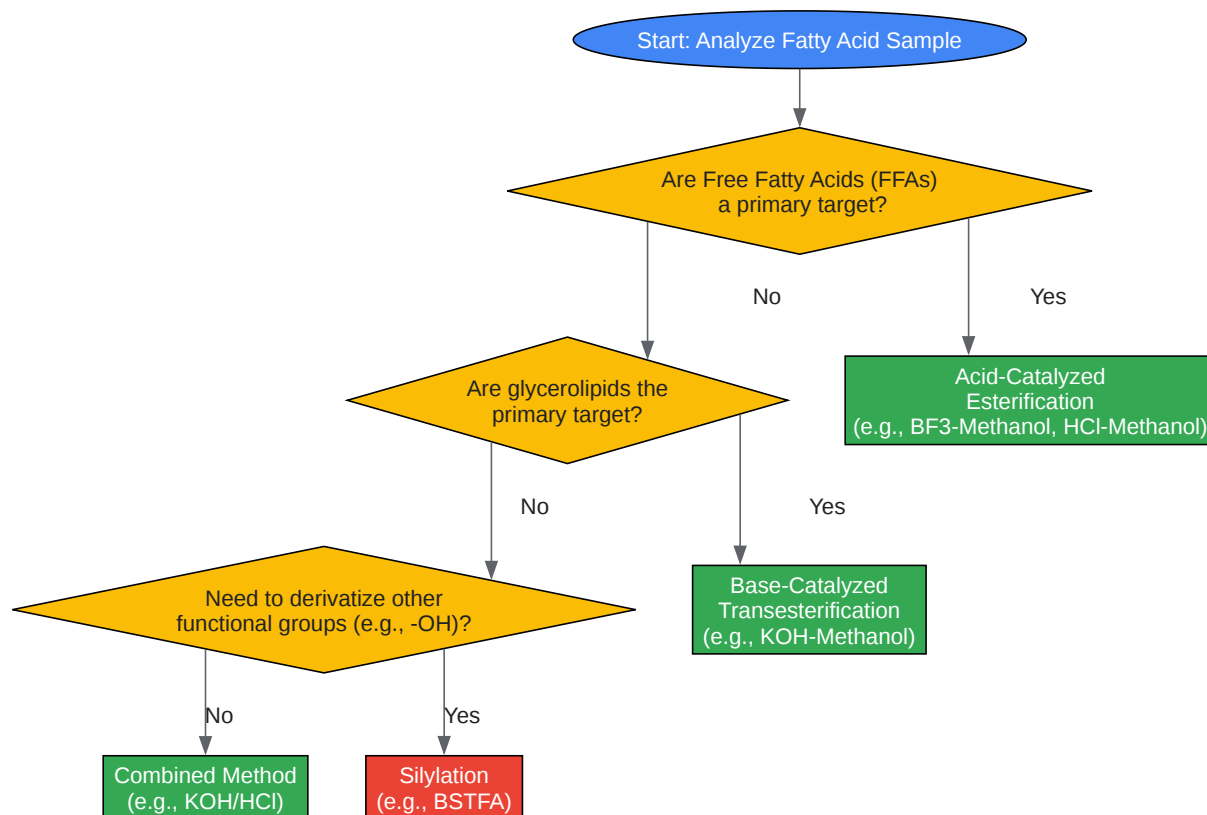 Start: Analyze Fatty Acid Sample
Are Free Fatty Acids (FFAs)
a primary target?
No
Yes
Are glycerolipids the
primary target?
Acid-Catalyzed
Esterification
(e.g., BF3-Methanol, HCl-Methanol)
No
Yes
Need to derivatize other
functional groups (e.g., -OH)?
Base-Catalyzed
Transesterification
(e.g., KOH-Methanol)
No
Yes
Combined Method
(e.g., KOH/HCl)
Silylation
(e.g., BSTFA)